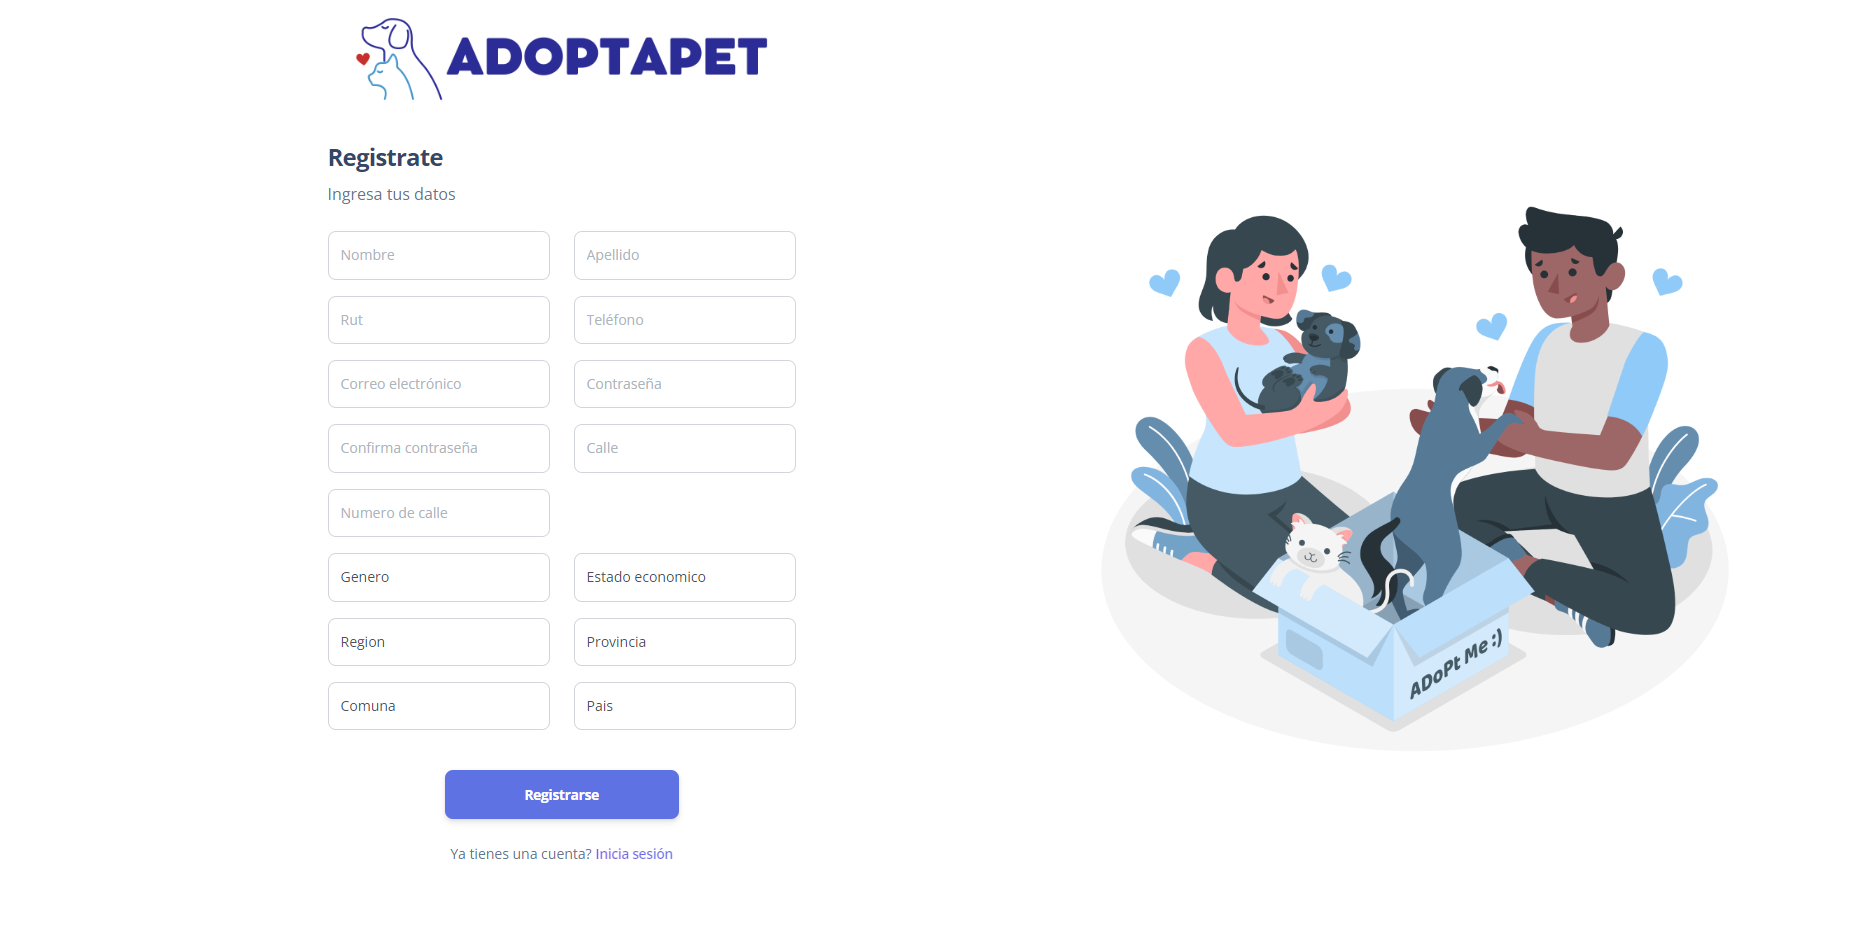 ADOPTAPET
Registrate
Ingresa tus datos
Nombre Apellido
Rut Teléfono
Correo electrónico Contraseña
Confirma contraseña Calle
Numero de calle
Genero Estado economico
Region Provincia
Comuna Pais
Registrarse
Ya tienes una cuenta? Inicia sesión
ADoPt Me :)